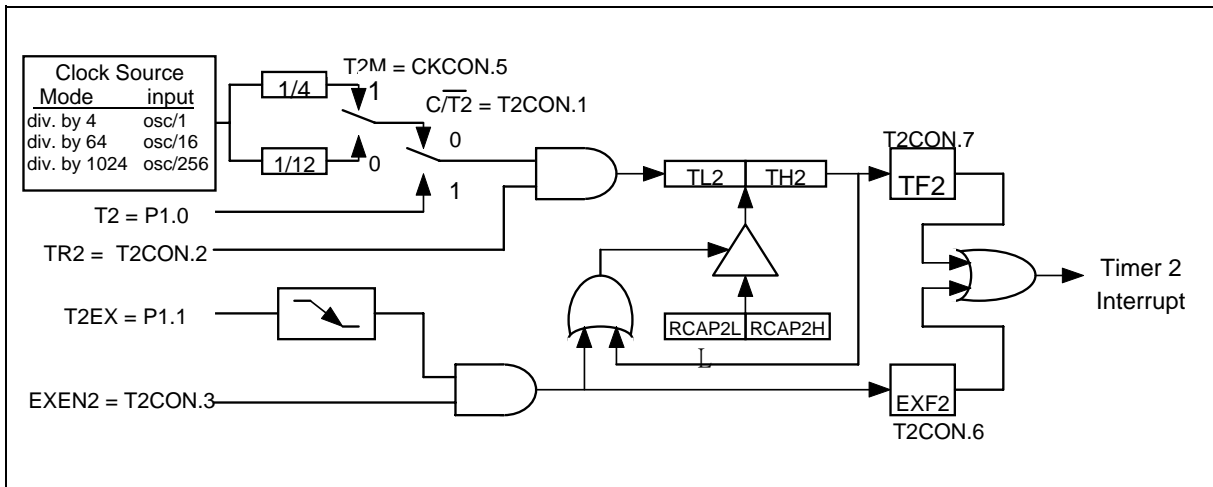 Clock Source
Mode input
div. by 4 osc/1
div. by 64 osc/16
div. by 1024 osc/256
1/4
1/12
T2M = CKCON.5
1
0
C/T2 = T2CON.1
0
1
T2 = P1.0
TR2 = T2CON.2
T2EX = P1.1
EXEN2 = T2CON.3
TL2
TH2
RCAP2L
RCAP2H
L
T2CON.7
TF2
EXF2
T2CON.6
Timer 2
Interrupt